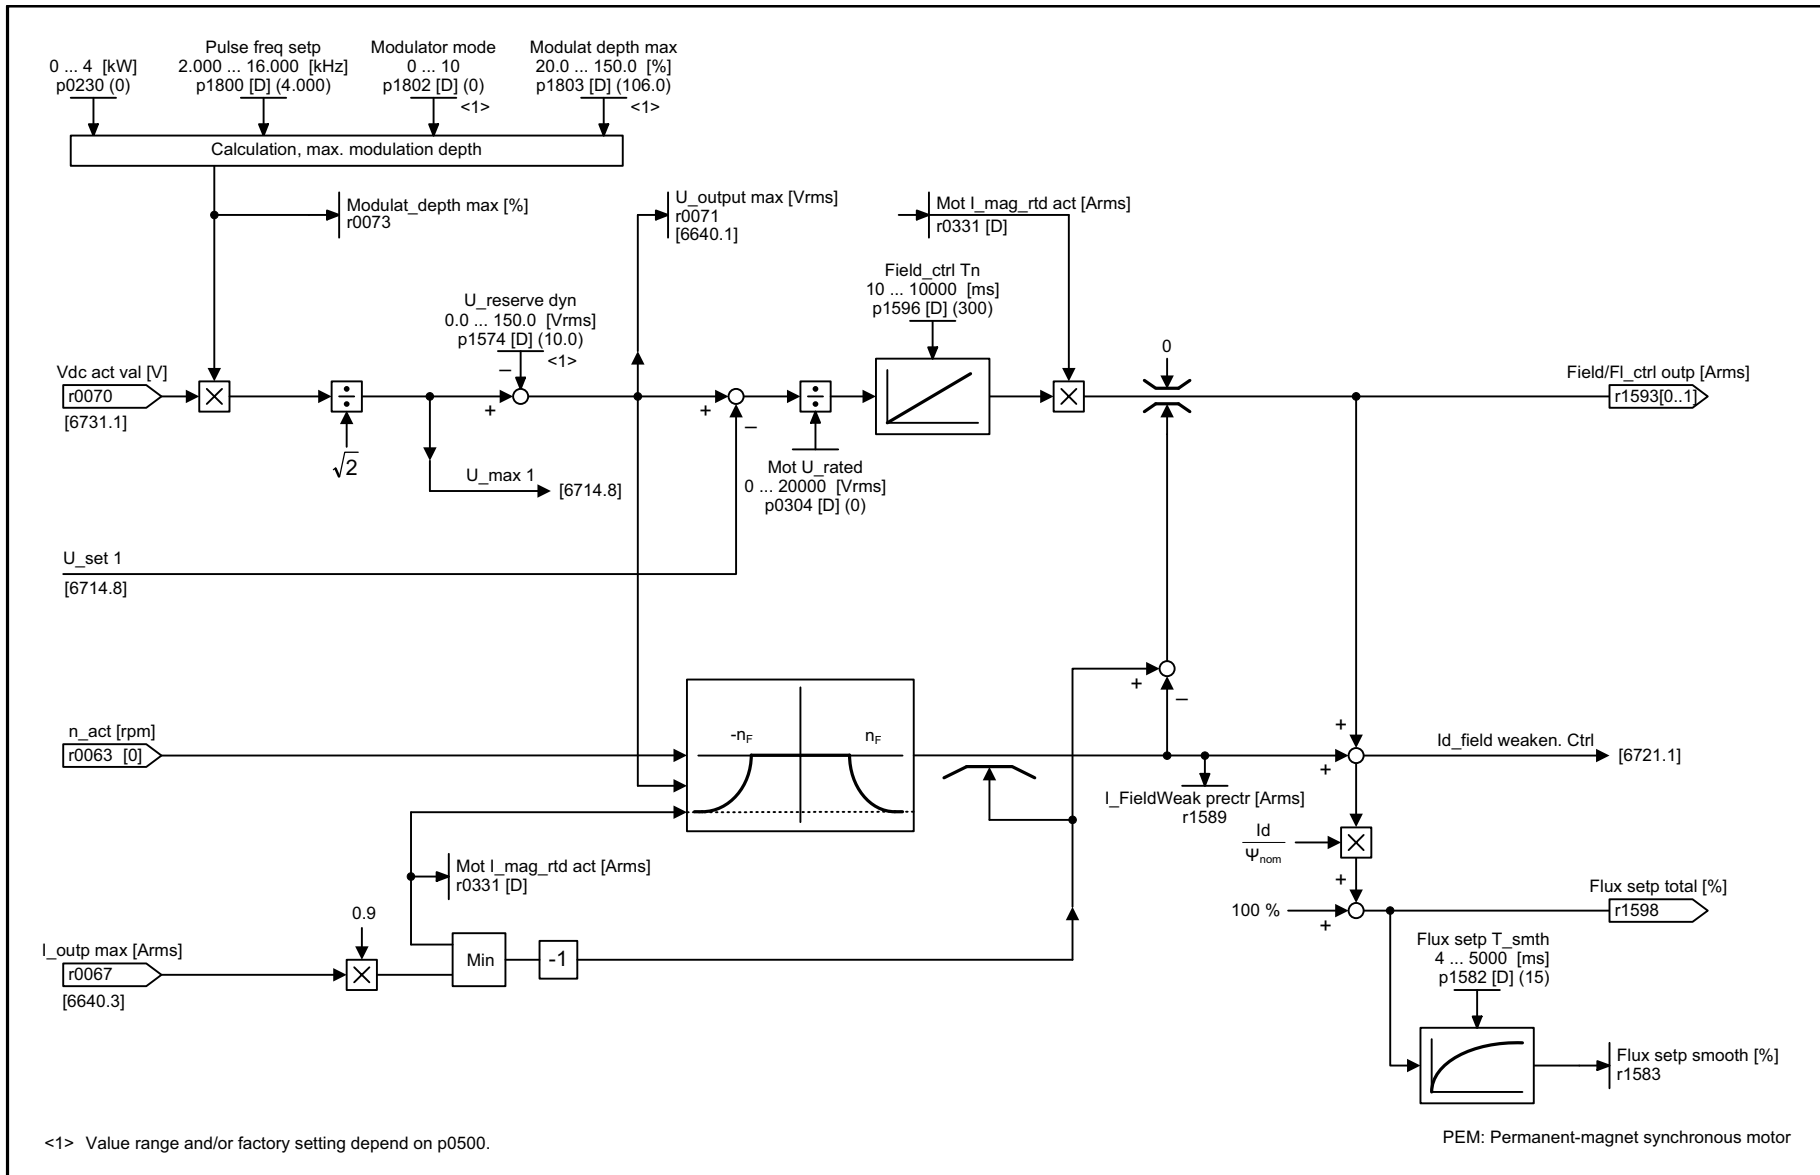 0 ... 4 [kW]
p0230 (0)
Pulse freq setp
2.000 ... 16.000 [kHz]
p1800 [D] (4.000)
Modulator mode
0 ... 10
p1802 [D] (0)
<1>
Modulat depth max
20.0 ... 150.0 [%]
p1803 [D] (106.0)
<1>
Calculation, max. modulation depth
Modulat_depth max [%]
r0073
U_output max [Vrms]
r0071
[6640.1]
Mot I_mag_rtd act [Arms]
r0331 [D]
Field_ctrl Tn
10 ... 10000 [ms]
p1596 [D] (300)
U_reserve dyn
0.0 ... 150.0 [Vrms]
p1574 [D] (10.0)
<1>
–
+
Vdc act val [V]
r0070
[6731.1]
×
÷
√2
U_max 1
[6714.8]
+
–
÷
Mot U_rated
0 ... 20000 [Vrms]
p0304 [D] (0)
×
0
Field/Fl_ctrl outp [Arms]
r1593[0..1]
U_set 1
[6714.8]
+
–
n_act [rpm]
r0063 [0]
-nF
nF
+
+
Id_field weaken. Ctrl
[6721.1]
I_FieldWeak prectr [Arms]
r1589
Id
Ψnom
×
Mot I_mag_rtd act [Arms]
r0331 [D]
+
100 %
+
Flux setp total [%]
r1598
0.9
I_outp max [Arms]
r0067
[6640.3]
×
Min
-1
Flux setp T_smth
4 ... 5000 [ms]
p1582 [D] (15)
Flux setp smooth [%]
r1583
<1> Value range and/or factory setting depend on p0500.
PEM: Permanent-magnet synchronous motor